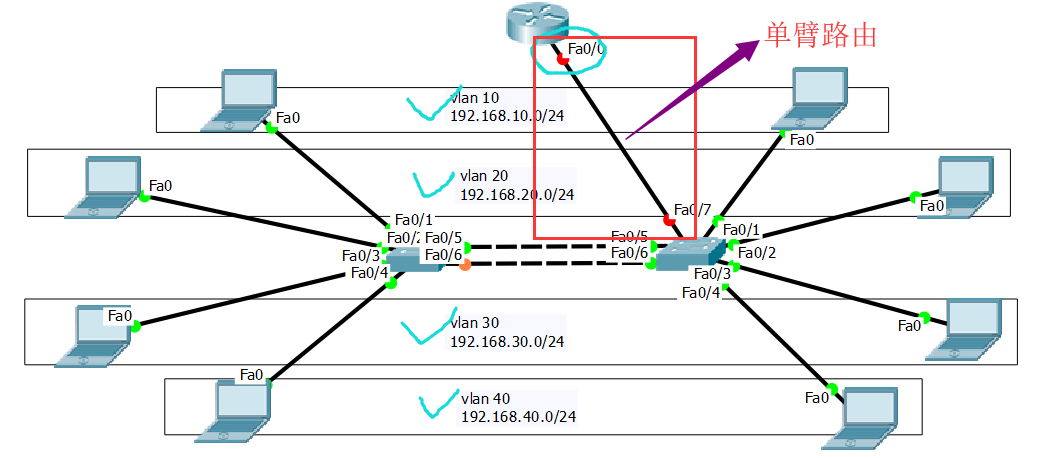 单臂路由
Fa0/0
vlan 10
192.168.10.0/24
Fa0
Fa0
vlan 20
192.168.20.0/24
Fa0
Fa0
Fa0/7
Fa0/1
Fa0/1
Fa0/2
Fa0/5
Fa0/5
Fa0/3
Fa0/6
Fa0/6
Fa0/2
Fa0/4
Fa0/3
Fa0/4
Fa0
vlan 30
192.168.30.0/24
Fa0
Fa0
vlan 40
192.168.40.0/24
Fa0